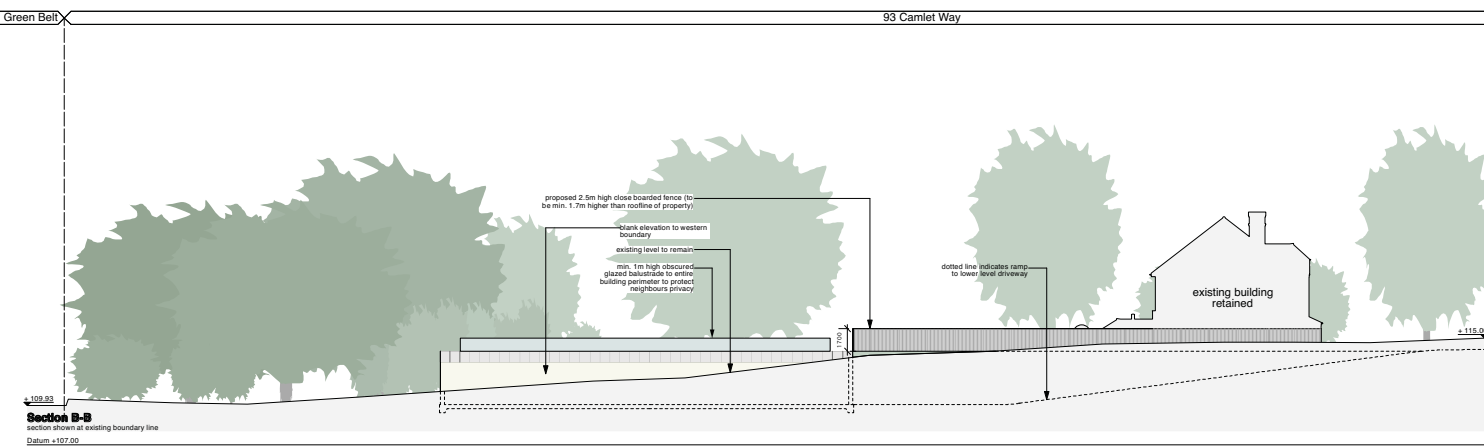 Green Belt
93 Camlet Way
proposed 2.5m high close boarded fence (to
be min. 1.7m higher than roofline of property)
blank elevation to western
boundary
existing level to remain
min. 1m high obscured
glazed balustrade to entire
building perimeter to protect
neighbours privacy
dotted line indicates ramp
to lower level driveway
existing building
retained
1700
+ 115.0
+ 109.93
Section B-B
section shown at existing boundary line
Datum +107.00